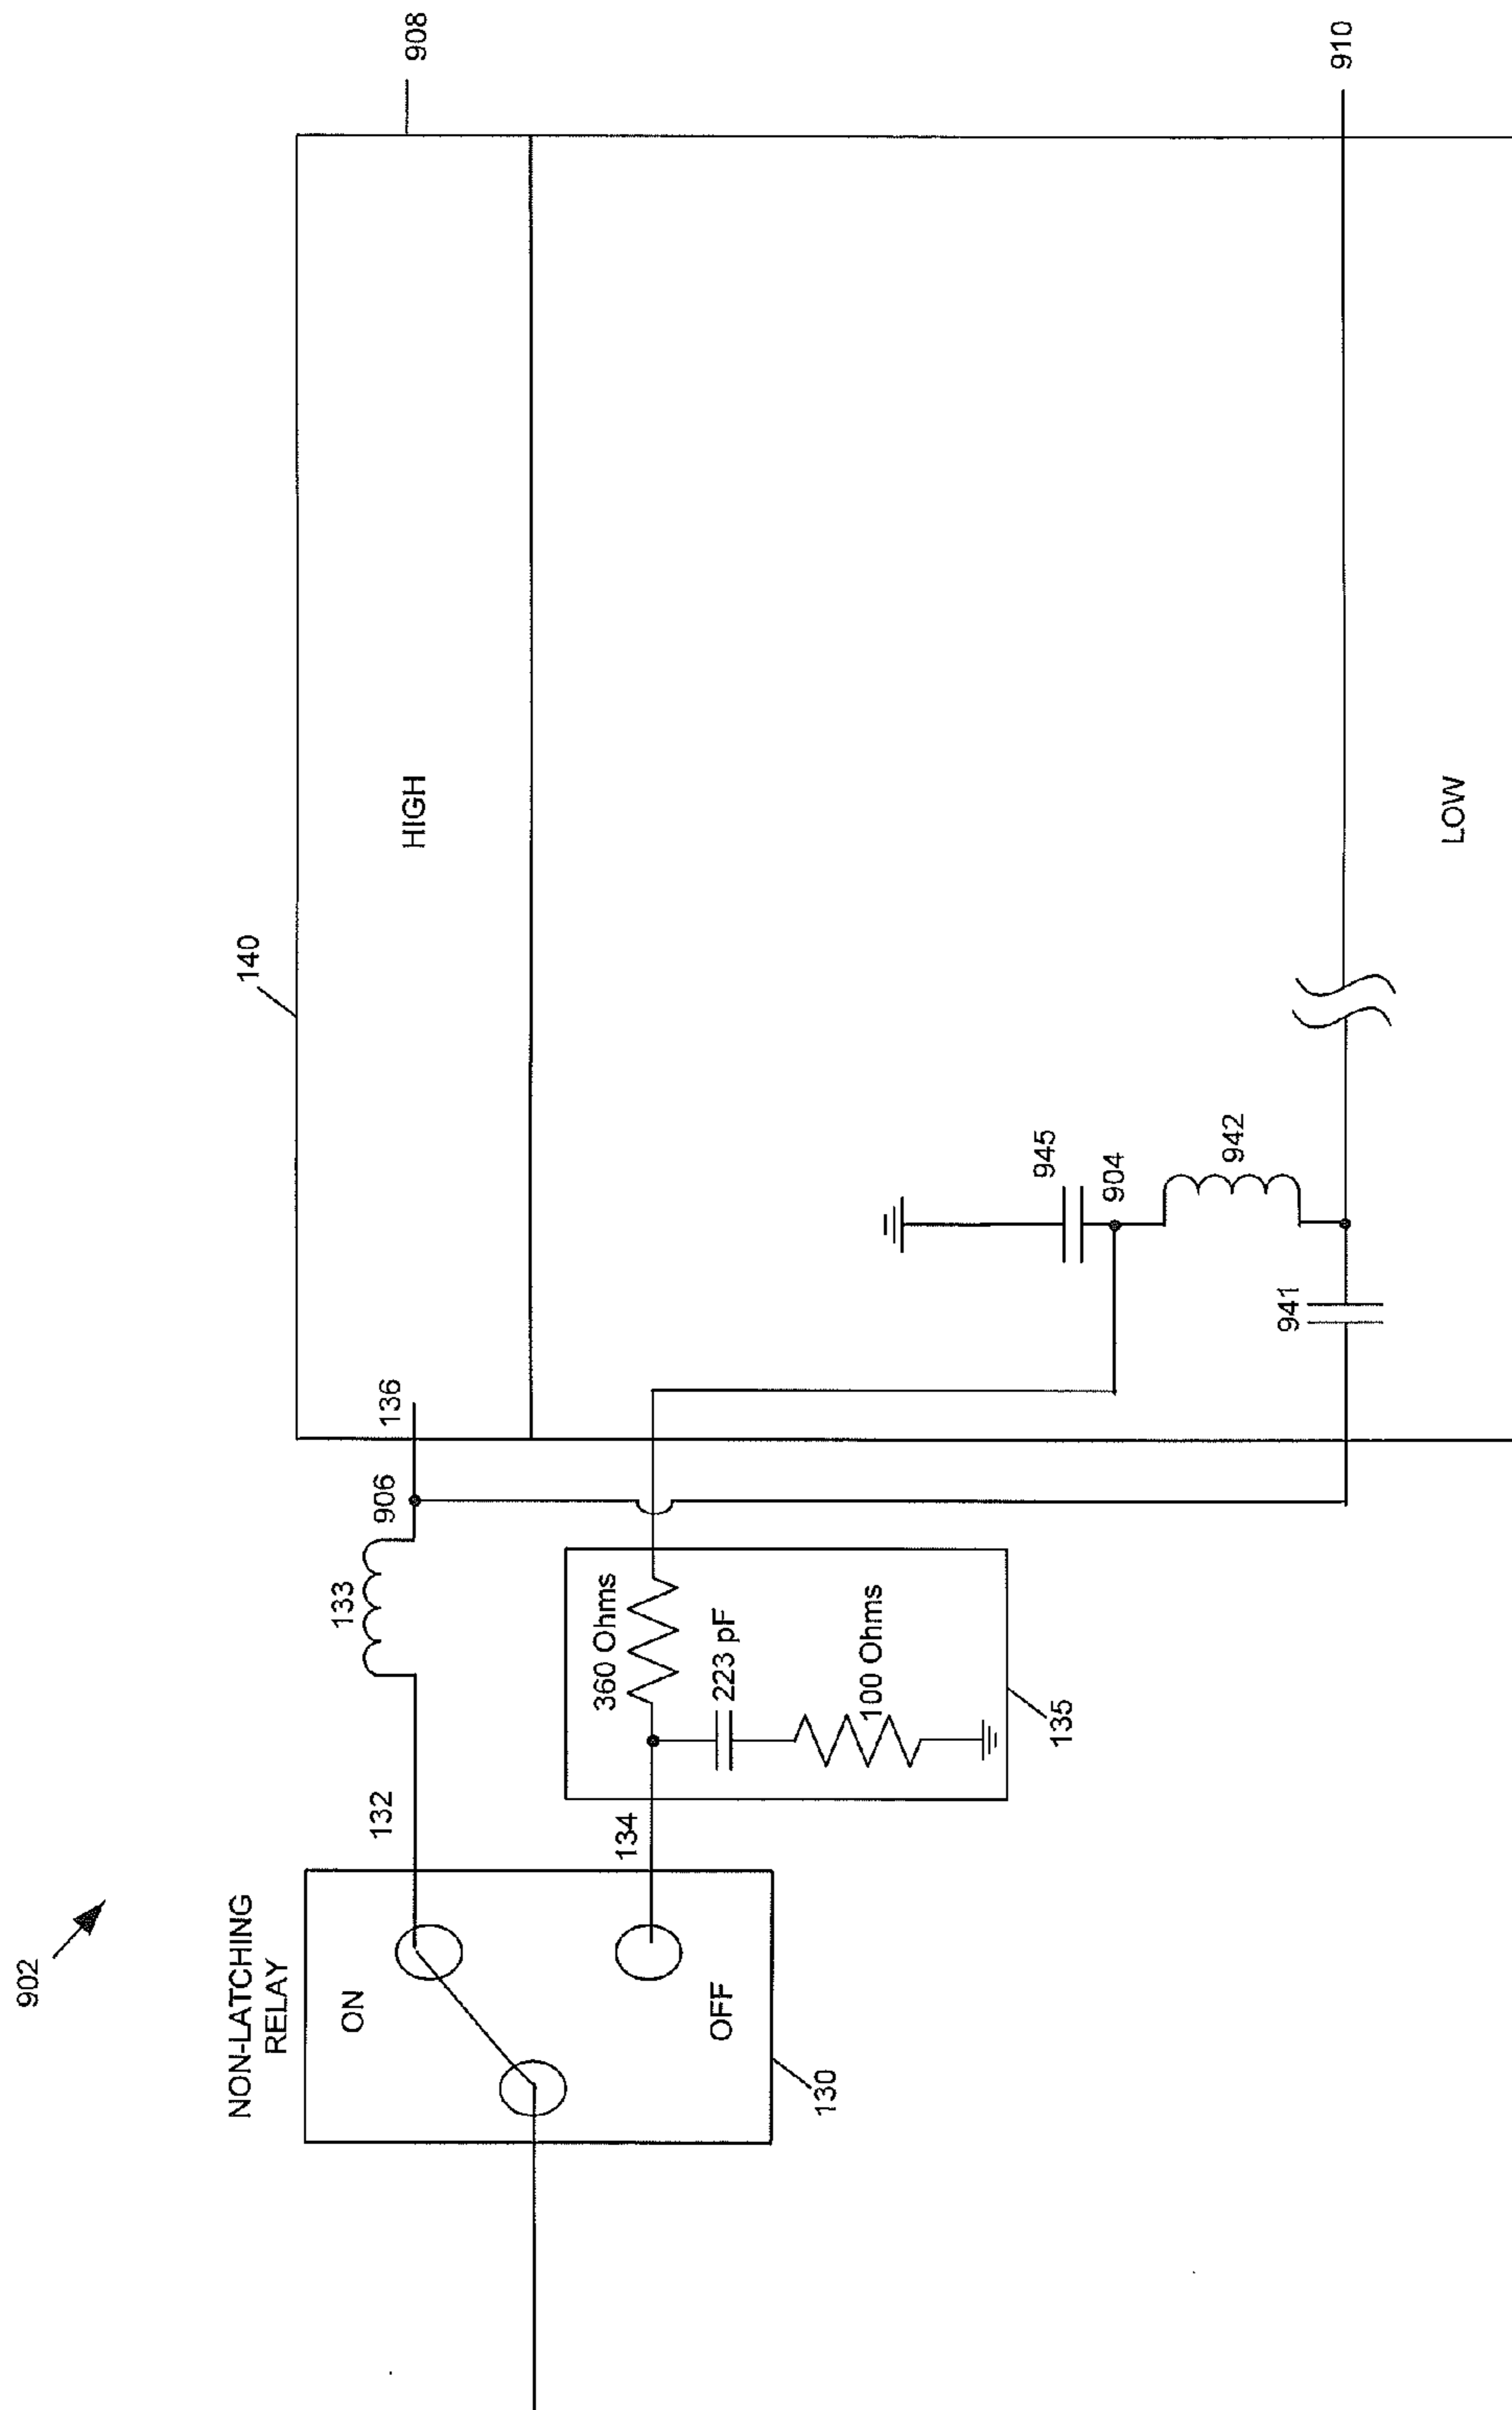 902
NON-LATCHING
RELAY
ON
OFF
130
132
134
133
906
136
360 Ohms
223 pF
100 Ohms
135
140
HIGH
908
945
904
942
941
LOW
910